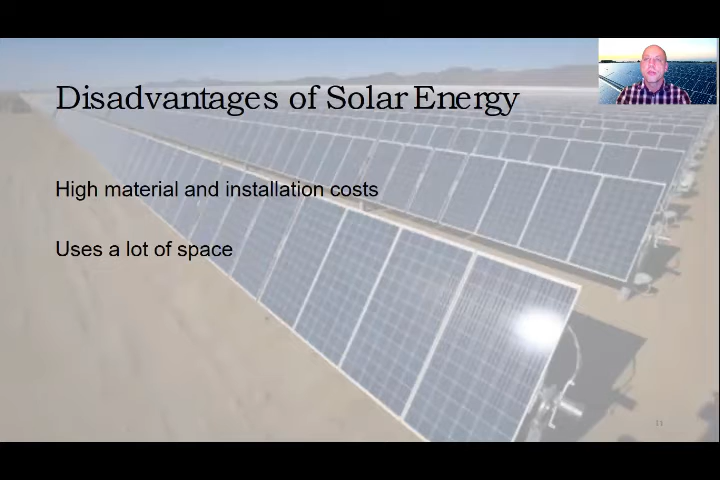 Disadvantages of Solar Energy
High material and installation costs
Uses a lot of space